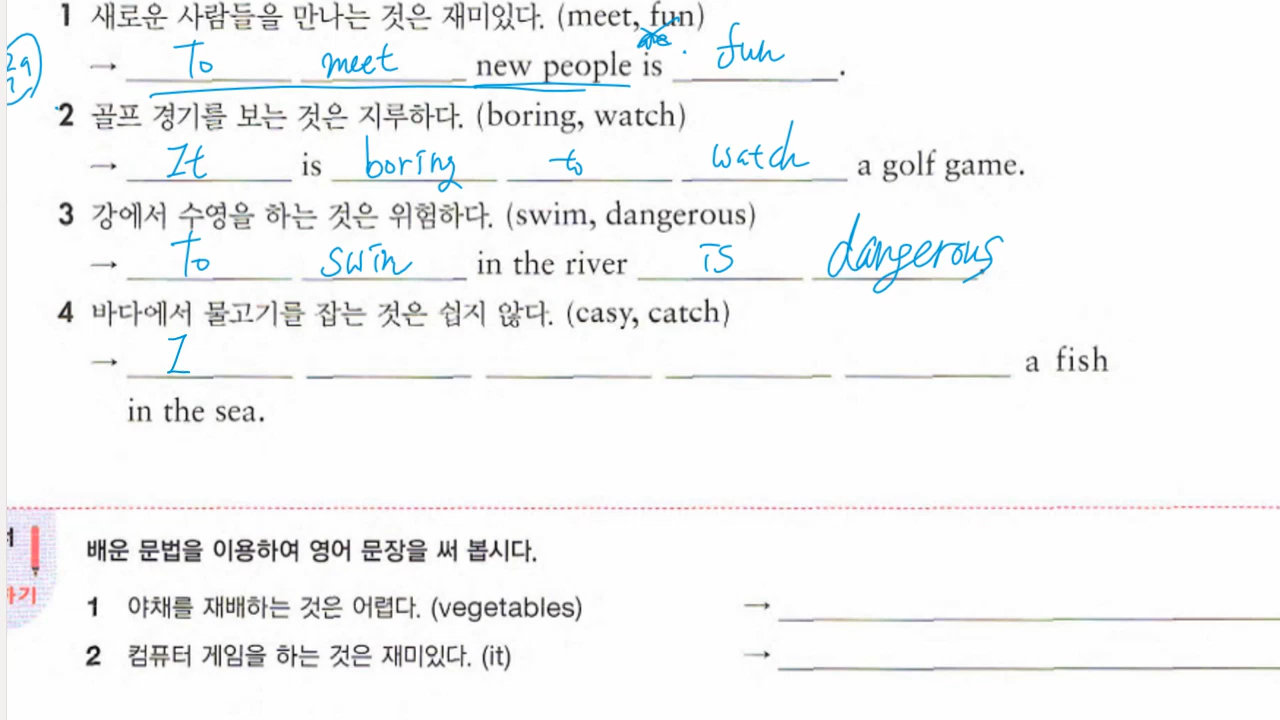 1 새로운 사람들을 만나는 것은 재미있다. (meet, fun)
→ To meet new people is fun.
2 골프 경기를 보는 것은 지루하다. (boring, watch)
→ It is boring to watch a golf game.
3 강에서 수영을 하는 것은 위험하다. (swim, dangerous)
→ To swim in the river is dangerous
4 바다에서 물고기를 잡는 것은 쉽지 않다. (easy, catch)
→ I a fish
in the sea.
배운 문법을 이용하여 영어 문장을 써 봅시다.
하기
1 야채를 재배하는 것은 어렵다. (vegetables) →
2 컴퓨터 게임을 하는 것은 재미있다. (it) →